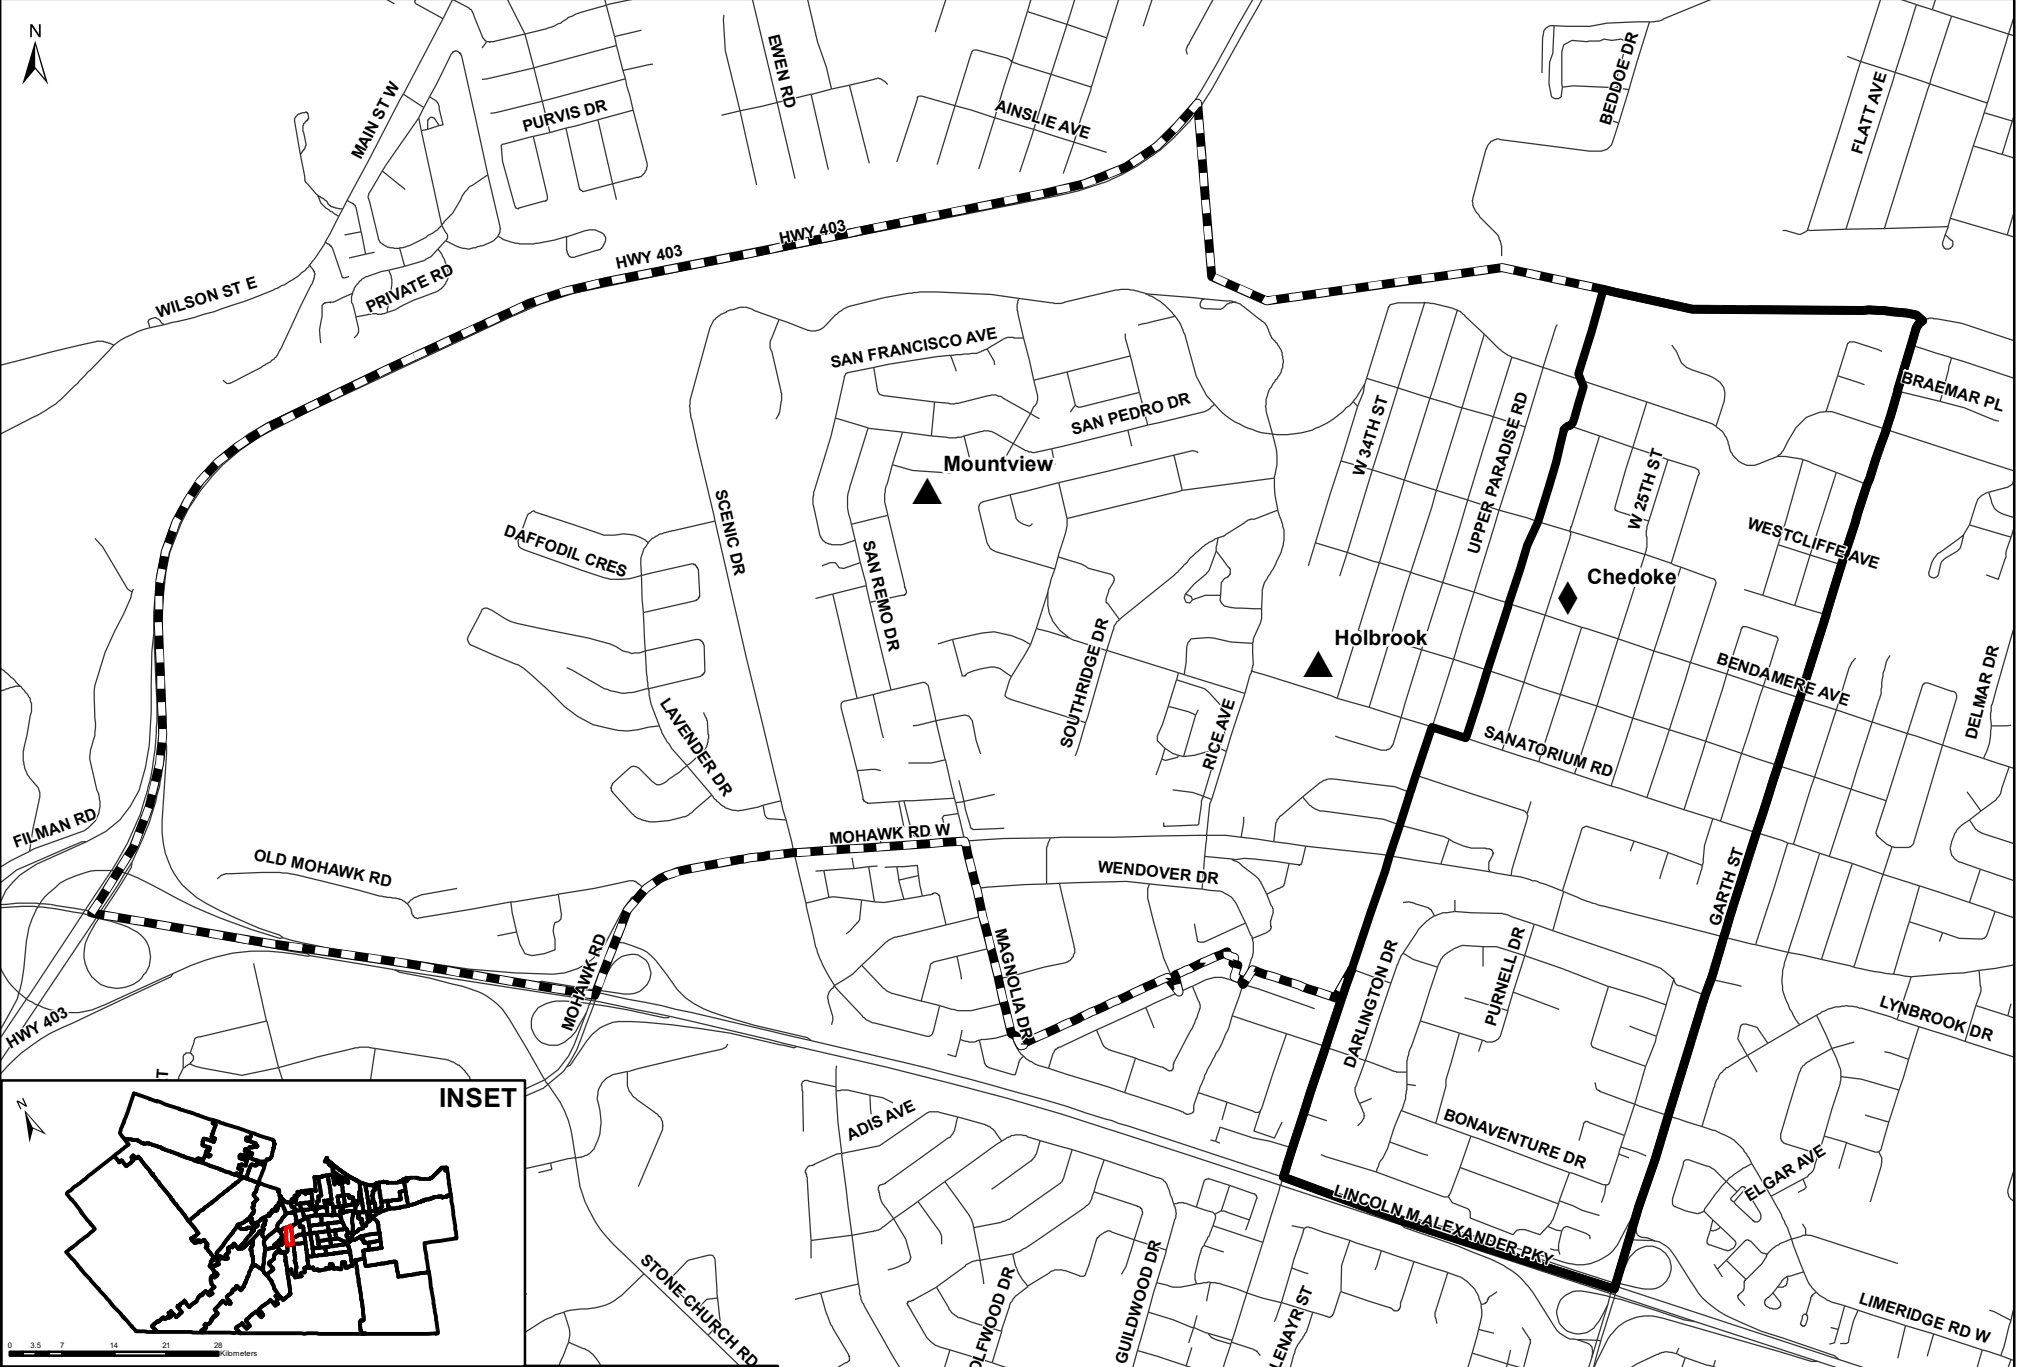 N
MAIN ST W
EWEN RD
PURVIS DR
AINSLIE AVE
BEDDOE DR
FLATT AVE
HWY 403
HWY 403
WILSON ST E
PRIVATE RD
SAN FRANCISCO AVE
SAN PEDRO DR
BRAEMAR PL
W 34TH ST
UPPER PARADISE RD
W 25TH ST
Mountview
SCENIC DR
DAFFODIL CRES
SAN REMO DR
WESTCLIFFE AVE
Chedoke
Holbrook
SOUTHRIDGE DR
BENDAMERE AVE
DELMAR DR
LAVENDER DR
RICE AVE
SANATORIUM RD
FILMAN RD
MOHAWK RD W
OLD MOHAWK RD
WENDOVER DR
GARTH ST
MAGNOLIA DR
MOHAWK RD
DARLINGTON DR
PURNELL DR
LYNBROOK DR
HWY 403
T
INSET
N
ADIS AVE
BONAVENTURE DR
ELGAR AVE
LINCOLN M ALEXANDER PKY
STONE CHURCH RD
OLFWOOD DR
GUILDWOOD DR
LENAYR ST
LIMERIDGE RD W
0 3.5 7 14 21 28
Kilometers